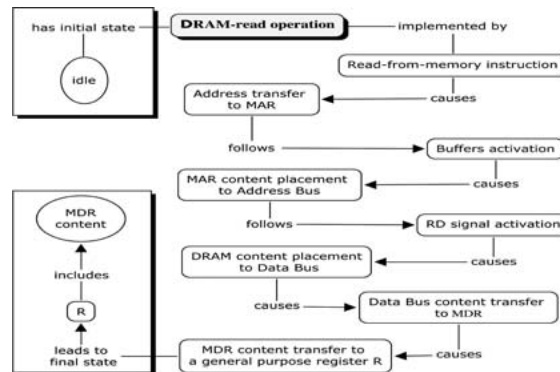 has initial state
DRAM-read operation
implemented by
idle
Read-from-memory instruction
Address transfer
to MAR
causes
follows
Buffers activation
MAR content placement
to Address Bus
causes
follows
RD signal activation
DRAM content placement
to Data Bus
causes
causes
Data Bus content transfer
to MDR
MDR content transfer to
a general purpose register R
causes
MDR
content
includes
R
leads to
final state